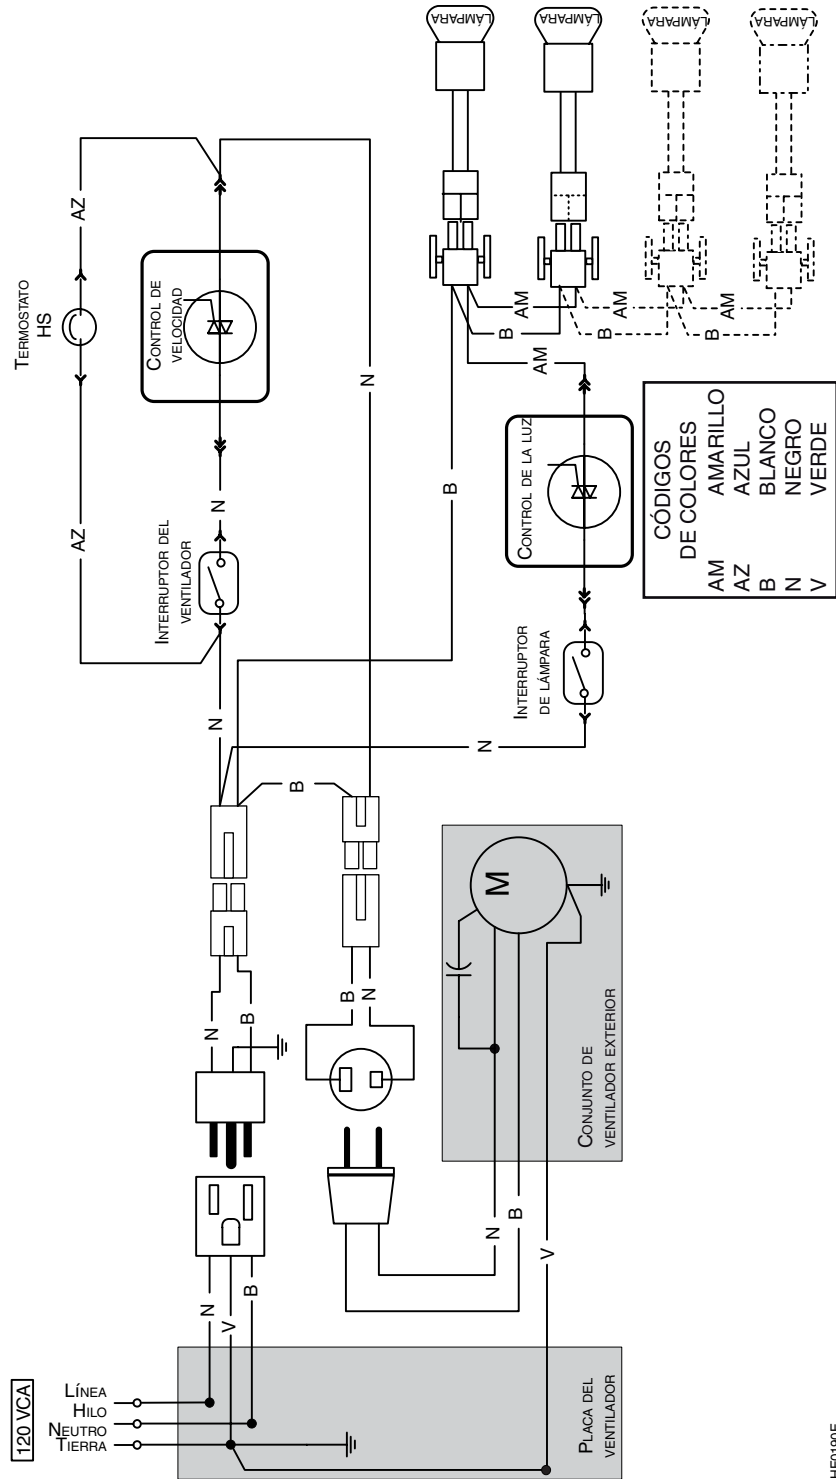 120 VCA
LÍNEA
HILO
NEUTRO
TIERRA
PLACA DEL
VENTILADOR
N
V
B
N
B
B
N
N
B
V
CONJUNTO DE
VENTILADOR EXTERIOR
M
N
B
N
INTERRUPTOR DEL
VENTILADOR
N
CONTROL DE
VELOCIDAD
TERMOSTATO
HS
AZ
AZ
N
B
INTERRUPTOR
DE LÁMPARA
CONTROL DE LA LUZ
AM
B
AM
B
AM
B
AM
LÁMPARA
LÁMPARA
LÁMPARA
LÁMPARA
CÓDIGOS
DE COLORES
AM AMARILLO
AZ AZUL
B BLANCO
N NEGRO
V VERDE